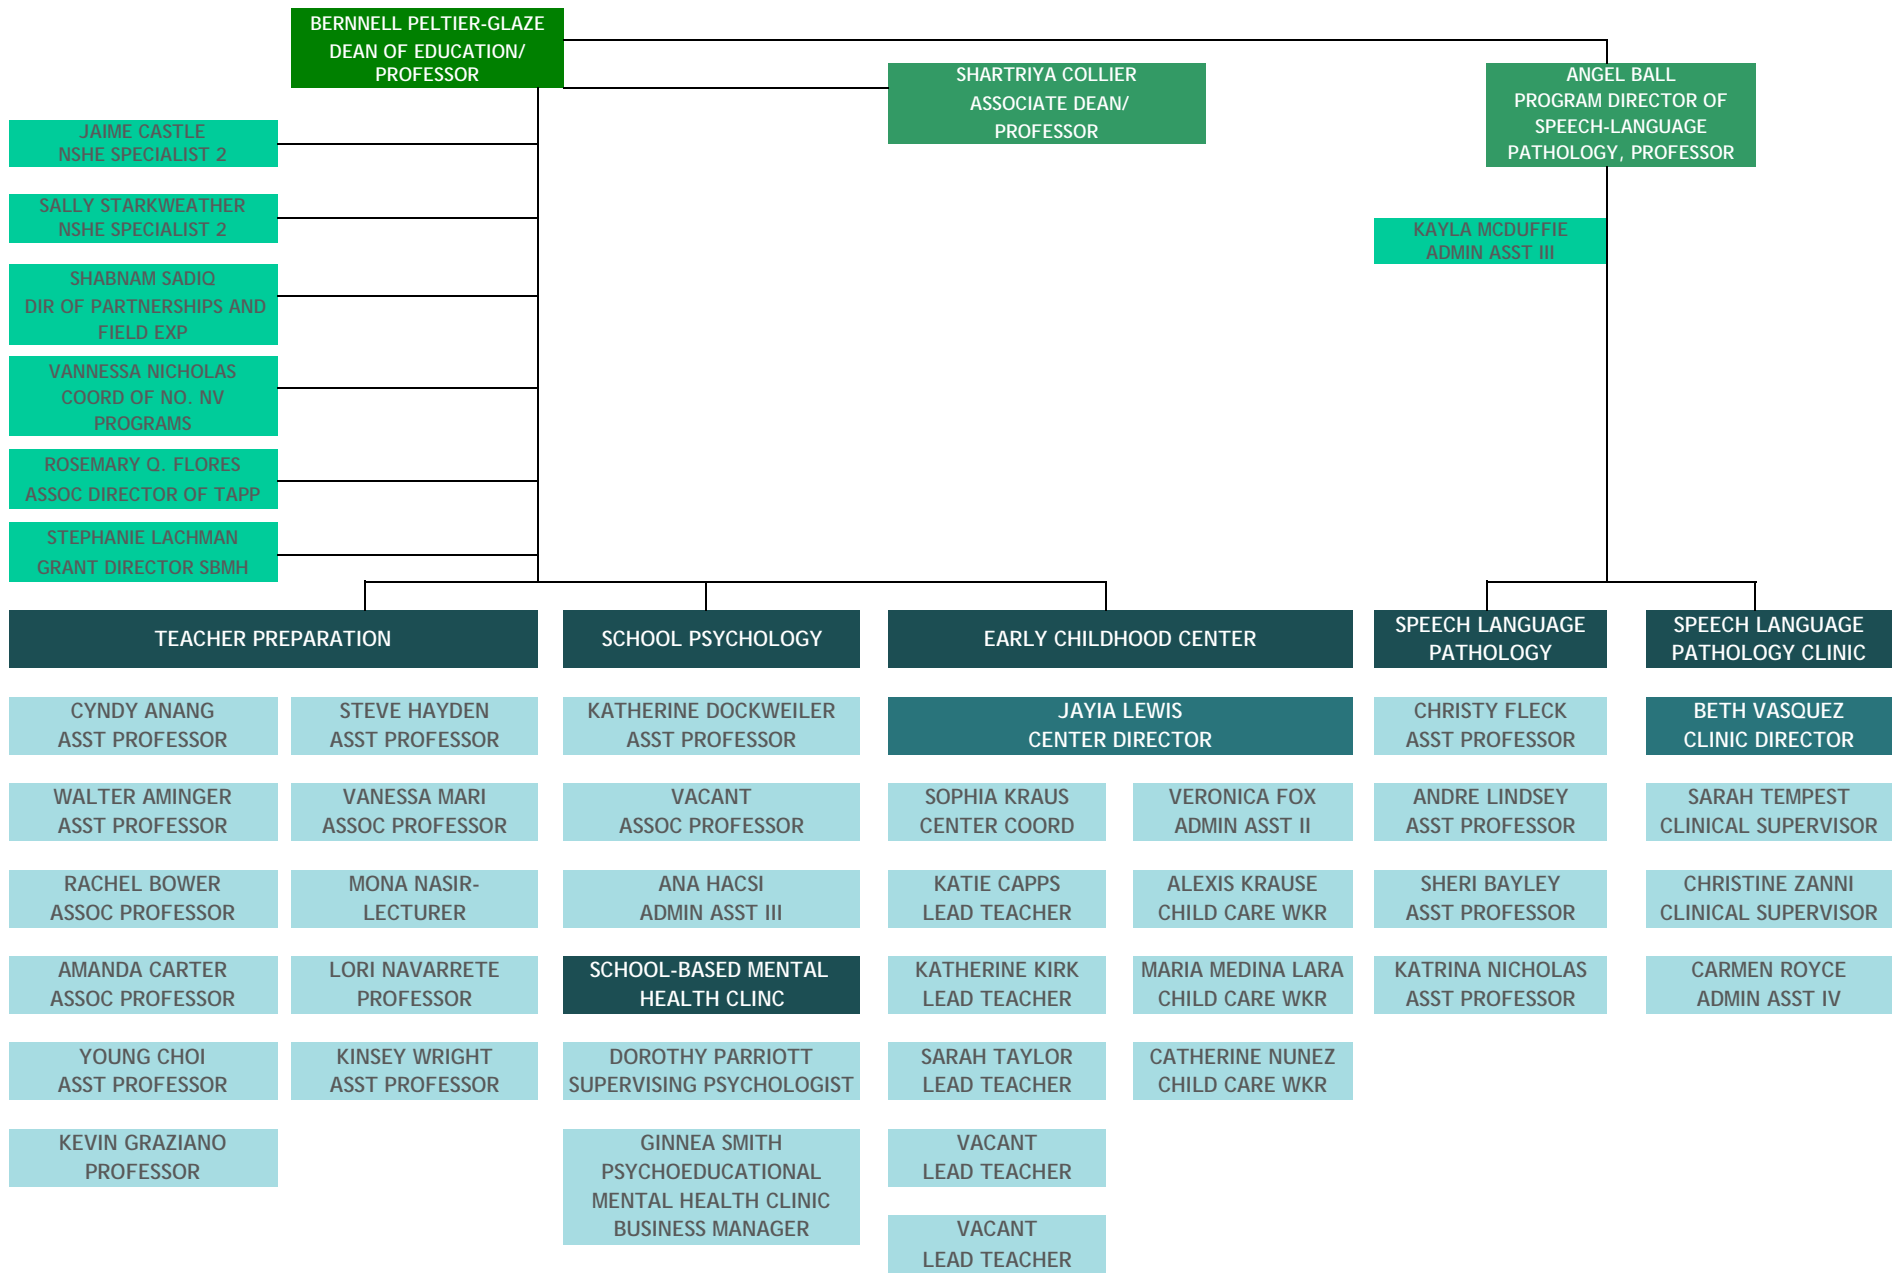 BERNNELL PELTIER-GLAZE
DEAN OF EDUCATION/
PROFESSOR
SHARTRIYA COLLIER
ASSOCIATE DEAN/
PROFESSOR
ANGEL BALL
PROGRAM DIRECTOR OF
SPEECH-LANGUAGE
PATHOLOGY, PROFESSOR
JAIME CASTLE
NSHE SPECIALIST 2
SALLY STARKWEATHER
NSHE SPECIALIST 2
KAYLA MCDUFFIE
ADMIN ASST III
SHABNAM SADIQ
DIR OF PARTNERSHIPS AND
FIELD EXP
VANNESSA NICHOLAS
COORD OF NO. NV
PROGRAMS
ROSEMARY Q. FLORES
ASSOC DIRECTOR OF TAPP
STEPHANIE LACHMAN
GRANT DIRECTOR SBMH
TEACHER PREPARATION
CYNDY ANANG
ASST PROFESSOR
WALTER AMINGER
ASST PROFESSOR
RACHEL BOWER
ASSOC PROFESSOR
AMANDA CARTER
ASSOC PROFESSOR
YOUNG CHOI
ASST PROFESSOR
KEVIN GRAZIANO
PROFESSOR
STEVE HAYDEN
ASST PROFESSOR
VANESSA MARI
ASSOC PROFESSOR
MONA NASIR-
LECTURER
LORI NAVARRETE
PROFESSOR
KINSEY WRIGHT
ASST PROFESSOR
SCHOOL PSYCHOLOGY
KATHERINE DOCKWEILER
ASST PROFESSOR
VACANT
ASSOC PROFESSOR
ANA HACSI
ADMIN ASST III
SCHOOL-BASED MENTAL
HEALTH CLINC
DOROTHY PARRIOTT
SUPERVISING PSYCHOLOGIST
GINNEA SMITH
PSYCHOEDUCATIONAL
MENTAL HEALTH CLINIC
BUSINESS MANAGER
EARLY CHILDHOOD CENTER
JAYIA LEWIS
CENTER DIRECTOR
SOPHIA KRAUS
CENTER COORD
KATIE CAPPS
LEAD TEACHER
KATHERINE KIRK
LEAD TEACHER
SARAH TAYLOR
LEAD TEACHER
VACANT
LEAD TEACHER
VACANT
LEAD TEACHER
VERONICA FOX
ADMIN ASST II
ALEXIS KRAUSE
CHILD CARE WKR
MARIA MEDINA LARA
CHILD CARE WKR
CATHERINE NUNEZ
CHILD CARE WKR
SPEECH LANGUAGE
PATHOLOGY
CHRISTY FLECK
ASST PROFESSOR
ANDRE LINDSEY
ASST PROFESSOR
SHERI BAYLEY
ASST PROFESSOR
KATRINA NICHOLAS
ASST PROFESSOR
SPEECH LANGUAGE
PATHOLOGY CLINIC
BETH VASQUEZ
CLINIC DIRECTOR
SARAH TEMPEST
CLINICAL SUPERVISOR
CHRISTINE ZANNI
CLINICAL SUPERVISOR
CARMEN ROYCE
ADMIN ASST IV